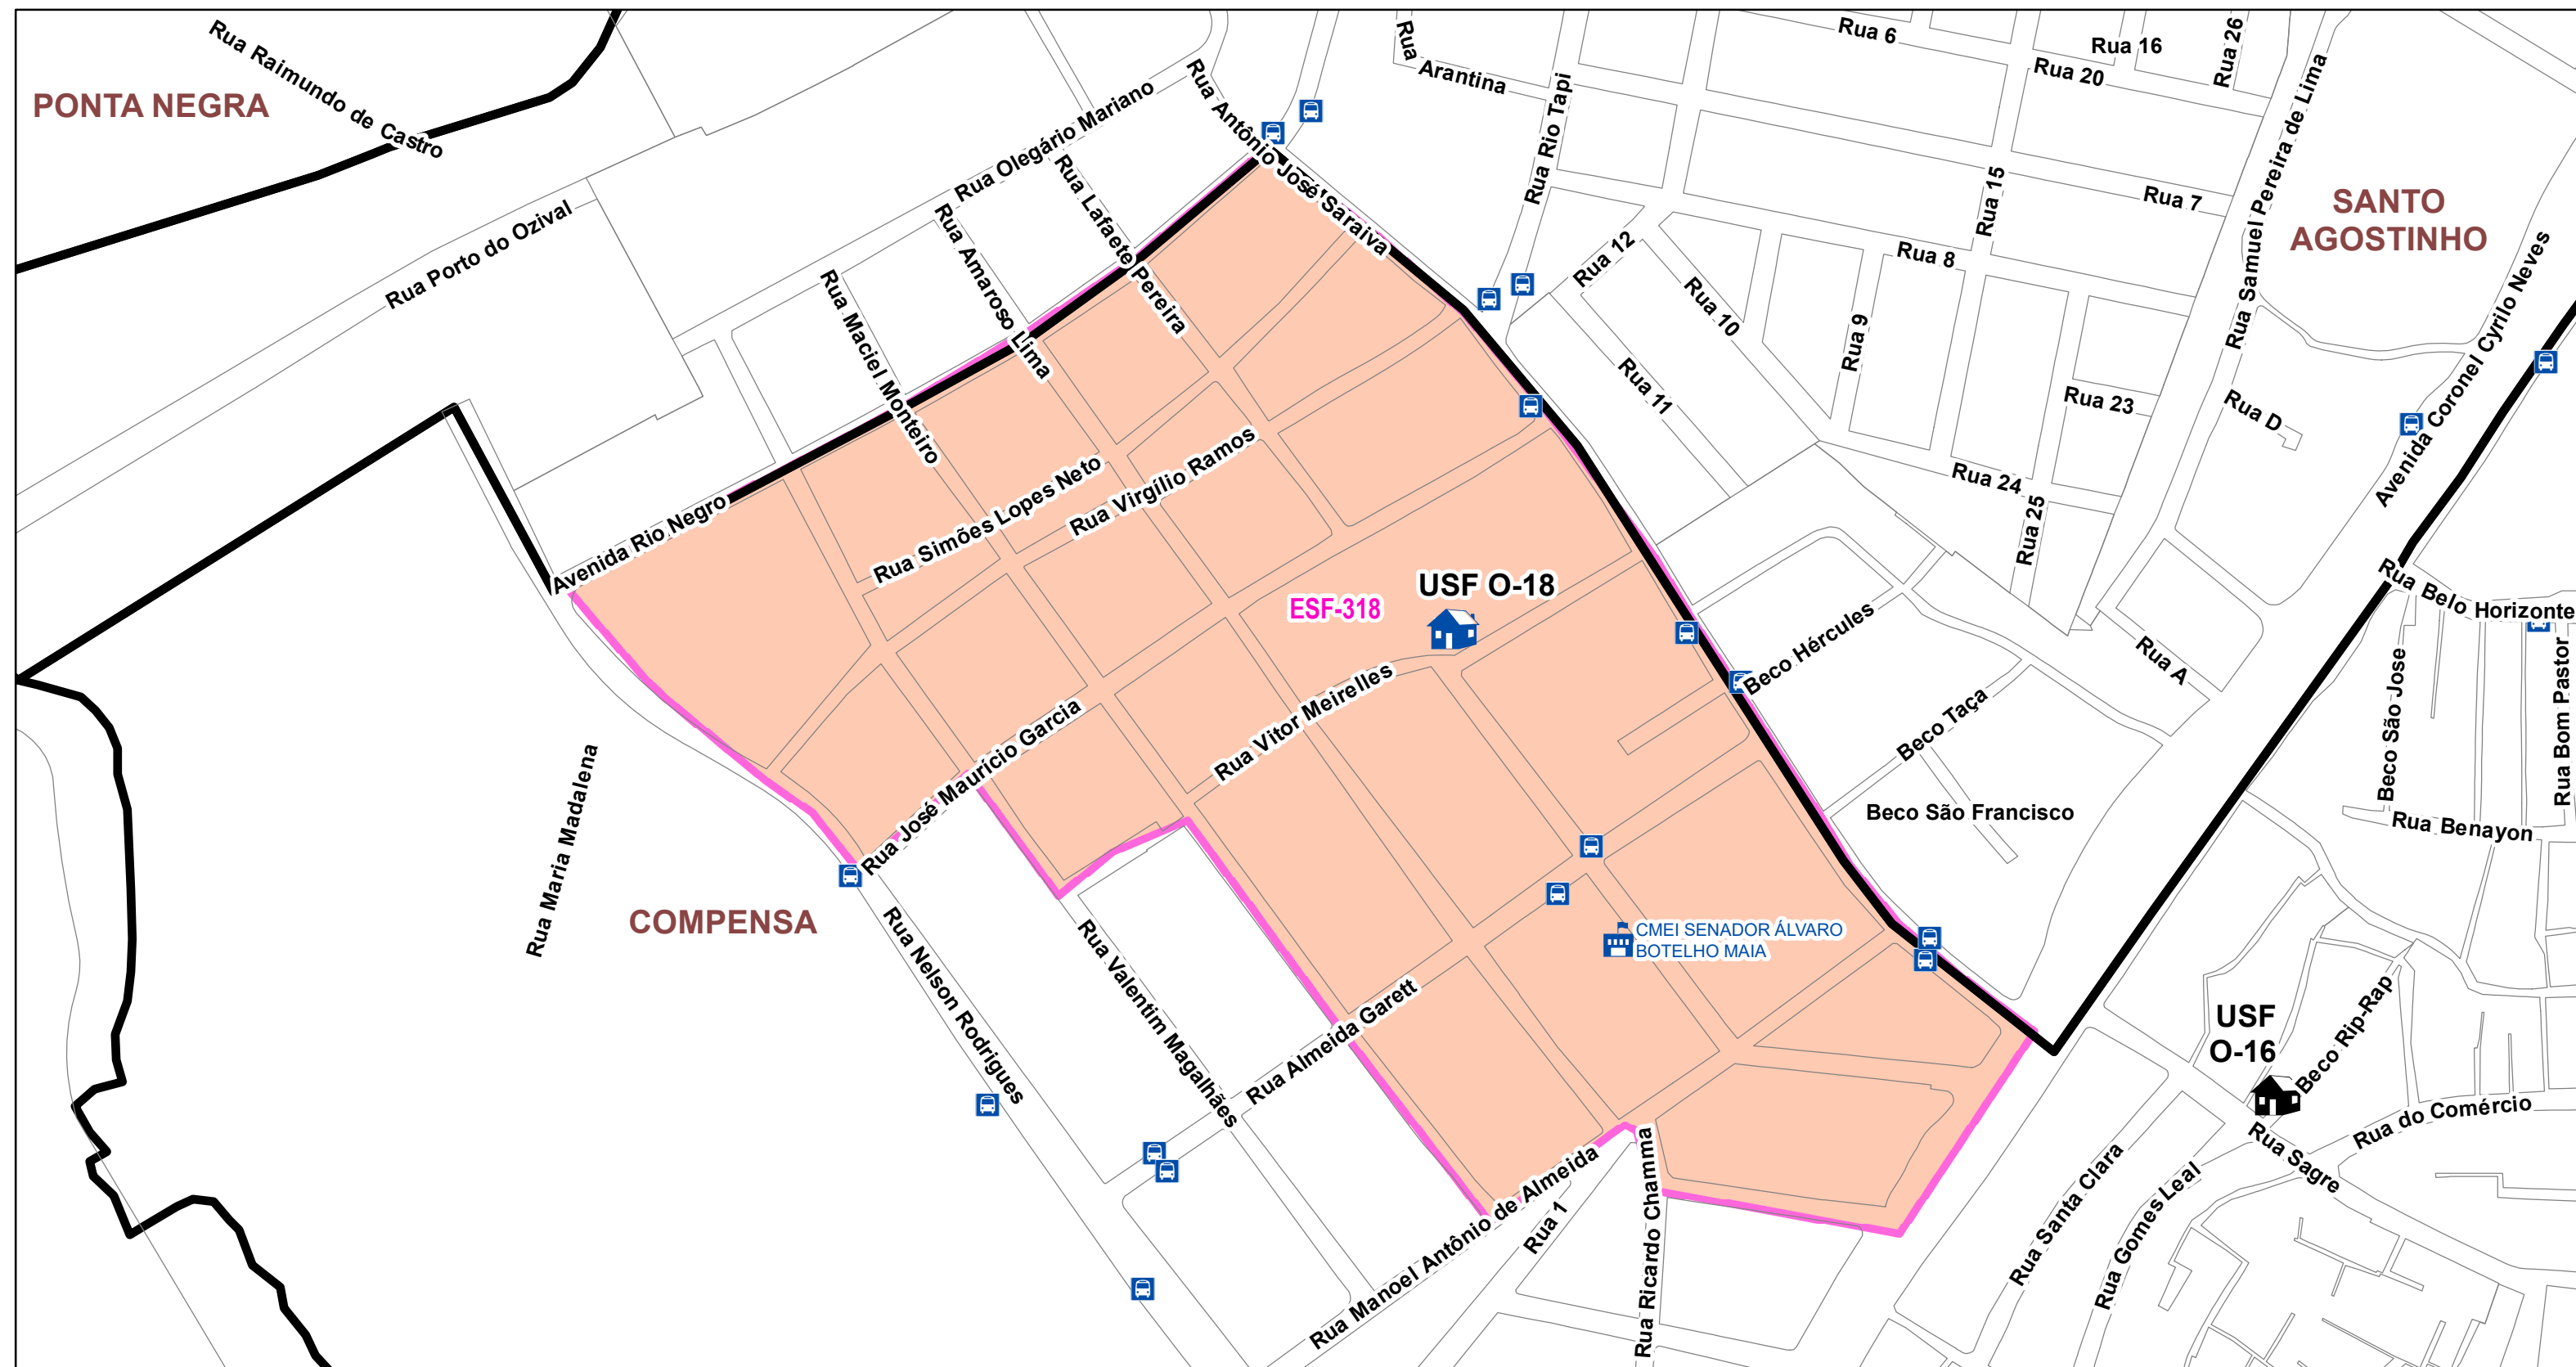 Rua Raimundo de Castro
PONTA NEGRA
Rua Porto do Ozival
Rua Olegário Mariano
Rua Antônio José Saraiva
Rua Lafaete Pereira
Rua Amaroso Lima
Rua Maciel Monteiro
Avenida Rio Negro
Rua Simões Lopes Neto
Rua Virgílio Ramos
Rua
Arantina
Rua Rio Tapi
Rua 6
Rua 16
Rua 20
Rua 26
Rua 15
Rua 7
Rua 8
Rua 12
Rua 10
Rua 11
Rua 9
Rua 23
Rua 24
Rua 25
Rua Samuel Pereira de Lima
SANTO
AGOSTINHO
Avenida Coronel Cyrilo Neves
Rua D
Rua A
Rua Belo Horizonte
Beco São Jose
Rua Bom Pastor
Rua Benayon
USF O-18
ESF-318
Beco Hércules
Beco Taça
Beco São Francisco
Rua Vitor Meirelles
Rua José Maurício Garcia
Rua Maria Madalena
COMPENSA
Rua Nelson Rodrigues
Rua Valentim Magalhães
Rua Almeida Garett
CMEI SENADOR ÁLVARO
BOTELHO MAIA
Rua Manoel Antônio de Almeida
Rua 1
Rua Ricardo Chamma
USF
O-16
Beco Rip-Rap
Rua do Comércio
Rua Sagre
Rua Santa Clara
Rua Gomes Leal